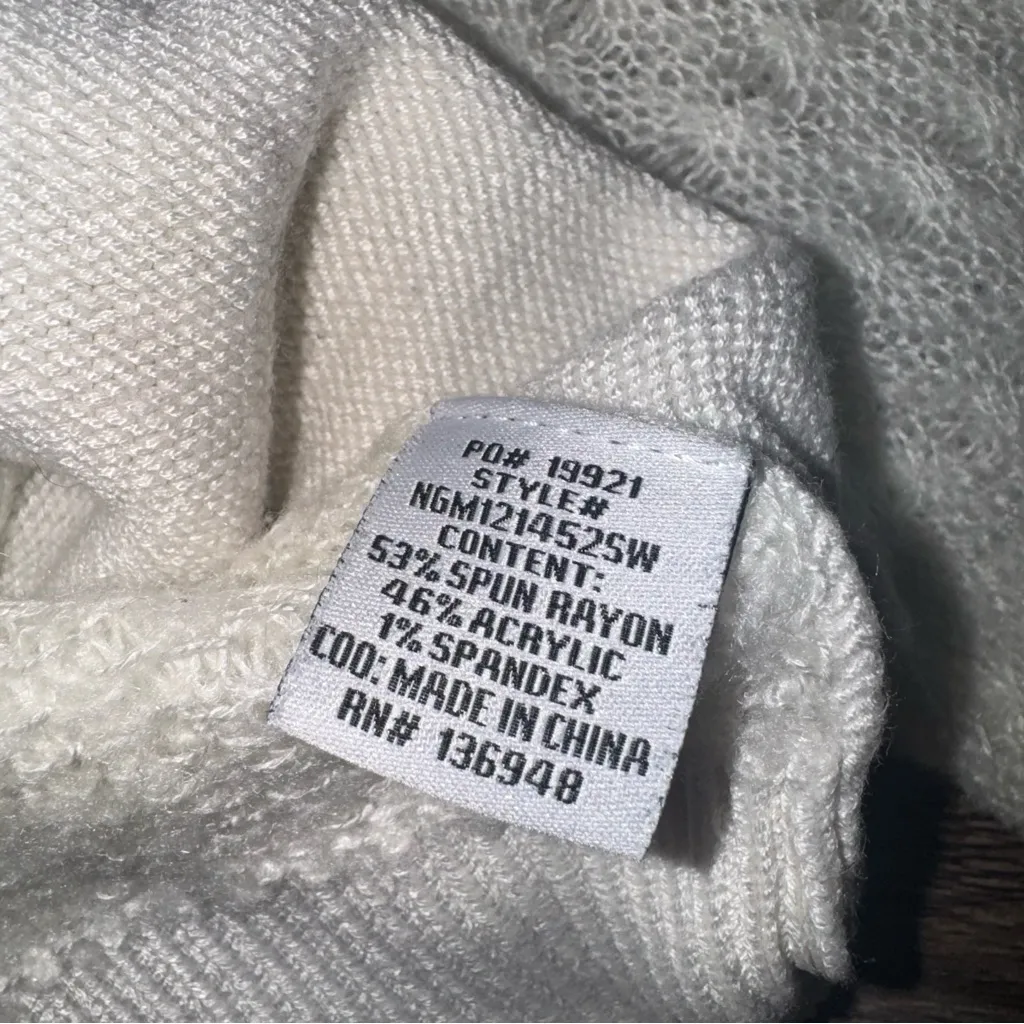 PO# 19921
STYLE#
NGM121452SW
CONTENT:
53% SPUN RAYON
46% ACRYLIC
1% SPANDEX
COO: MADE IN CHINA
RN# 136948